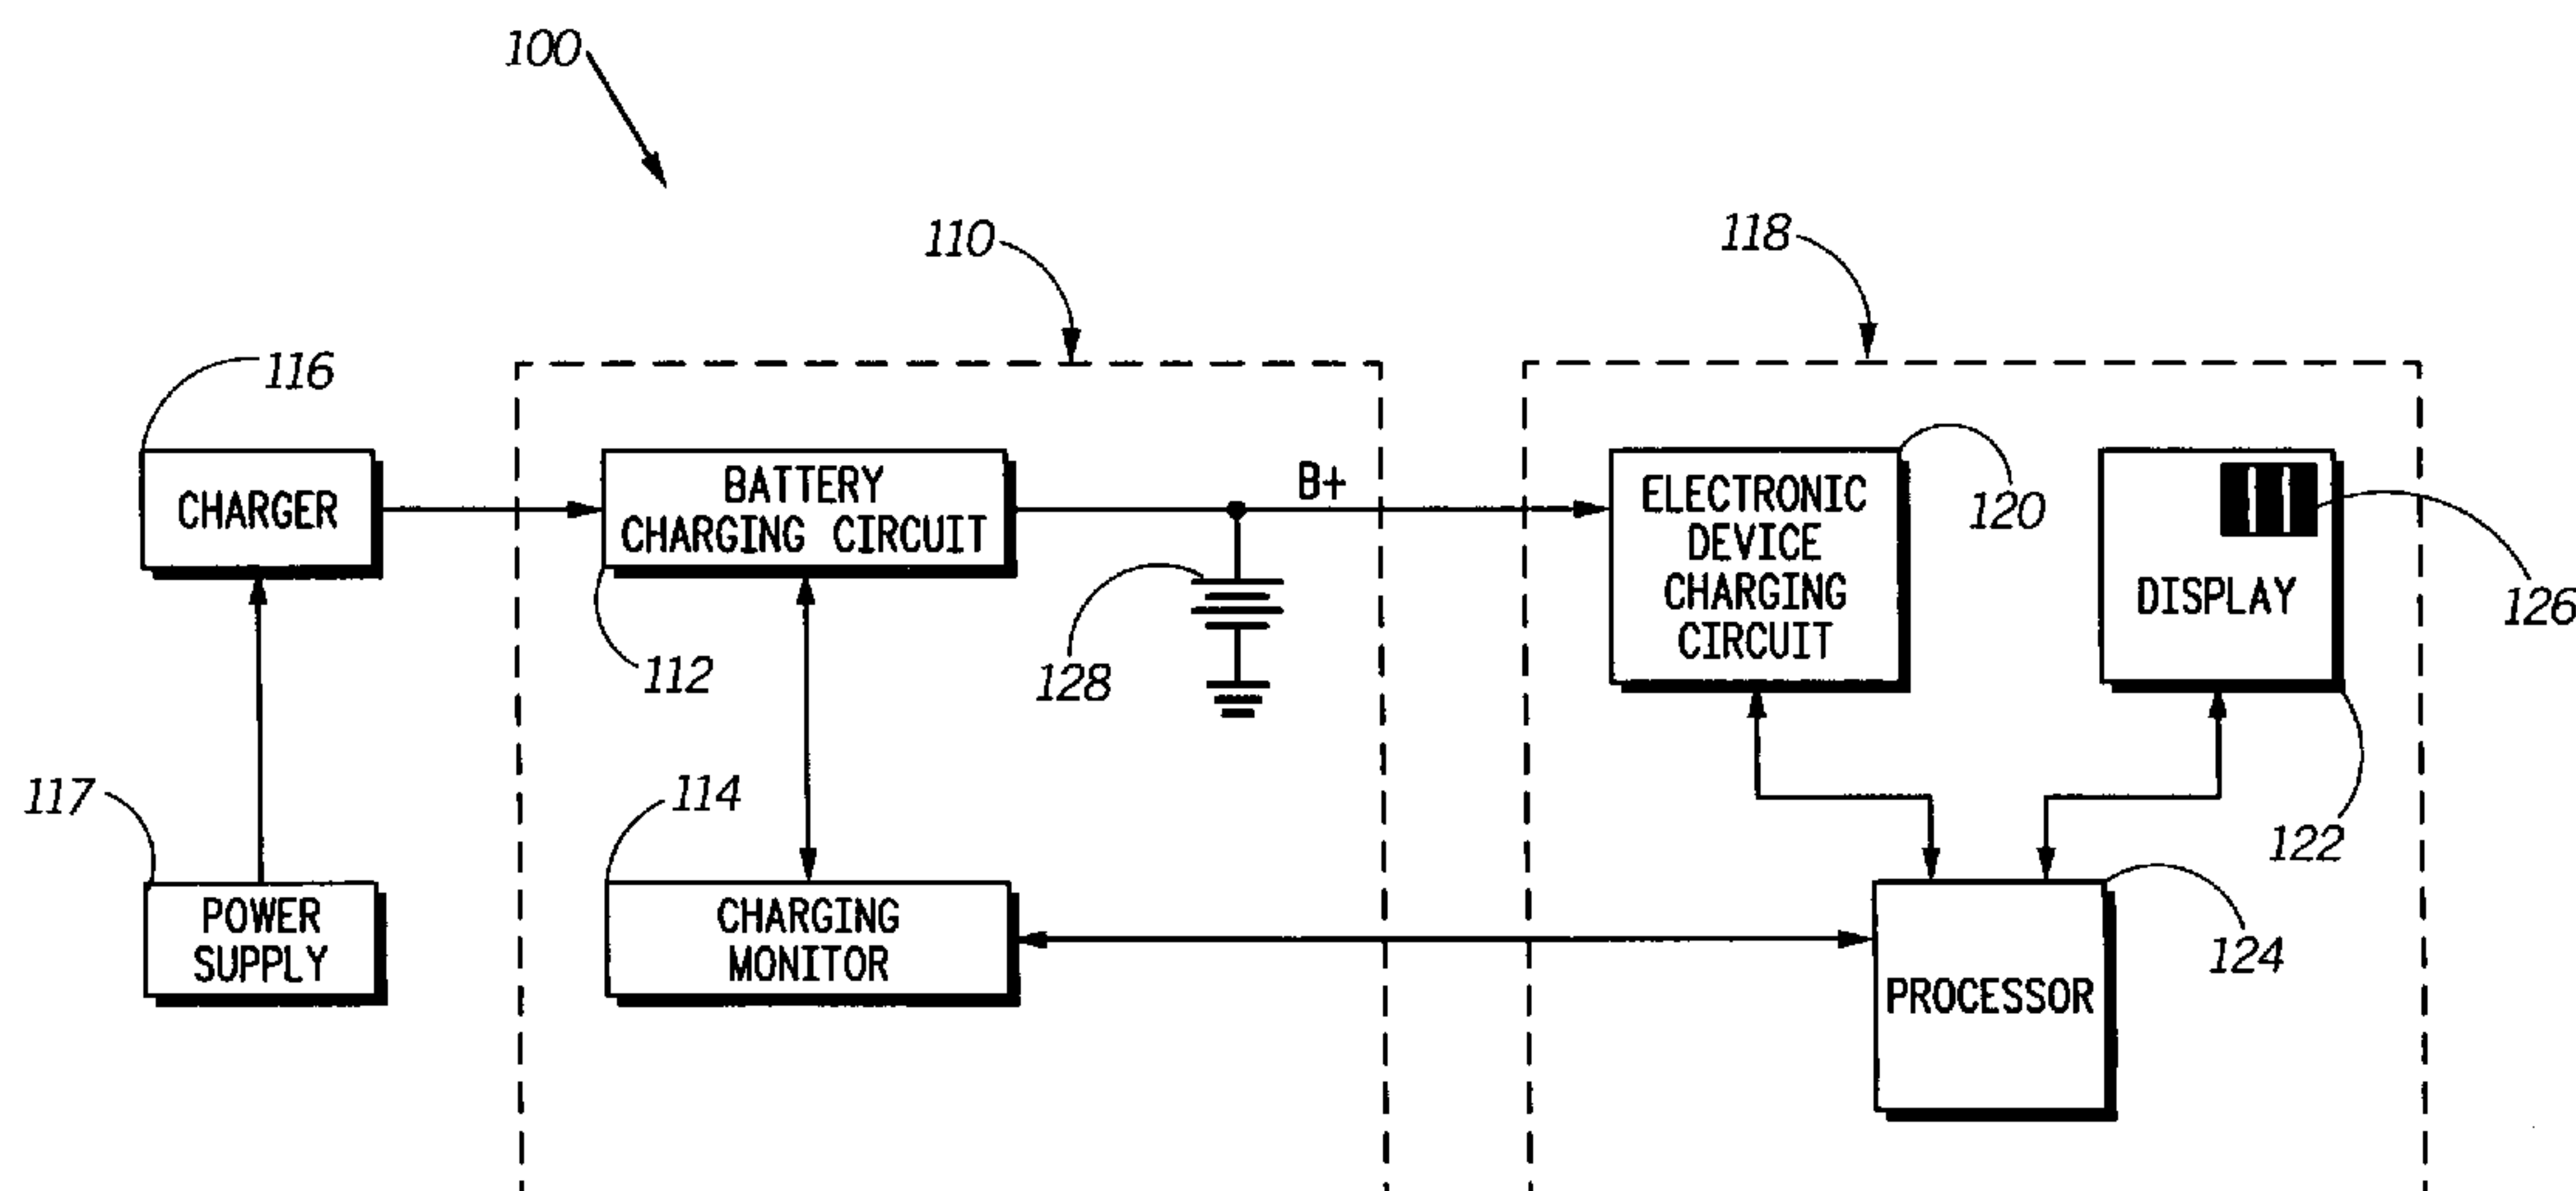 100
110
118
116
CHARGER
BATTERY
CHARGING CIRCUIT
B+
ELECTRONIC
DEVICE
CHARGING
CIRCUIT
120
DISPLAY
126
112
128
117
114
122
POWER
SUPPLY
CHARGING
MONITOR
124
PROCESSOR